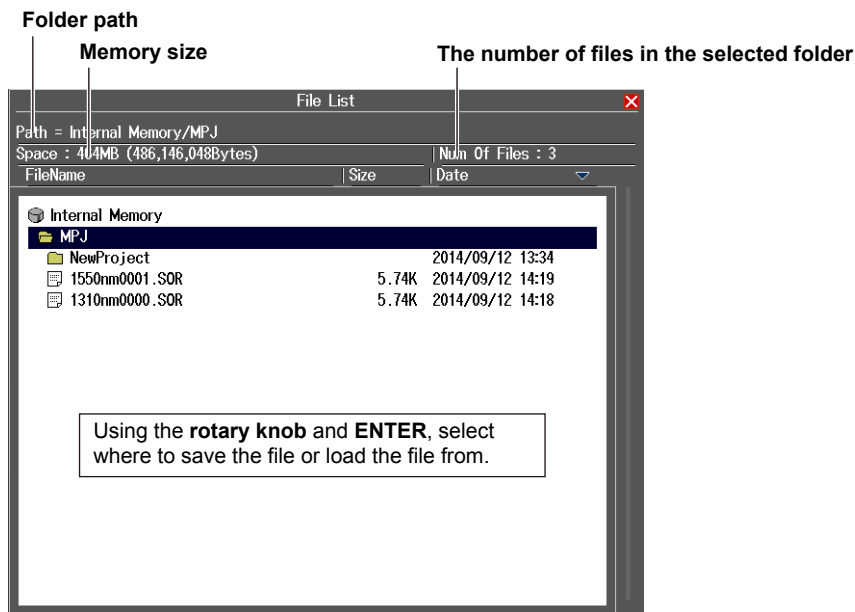 Folder path
Memory size
The number of files in the selected folder
File List
Path = Internal Memory/MPJ
Space : 464MB (486,146,048Bytes) Num Of Files : 3
FileName Size Date
Internal Memory
MPJ
NewProject 2014/09/12 13:34
1550nm0001.SOR 5.74K 2014/09/12 14:19
1310nm0000.SOR 5.74K 2014/09/12 14:18
Using the rotary knob and ENTER, select
where to save the file or load the file from.